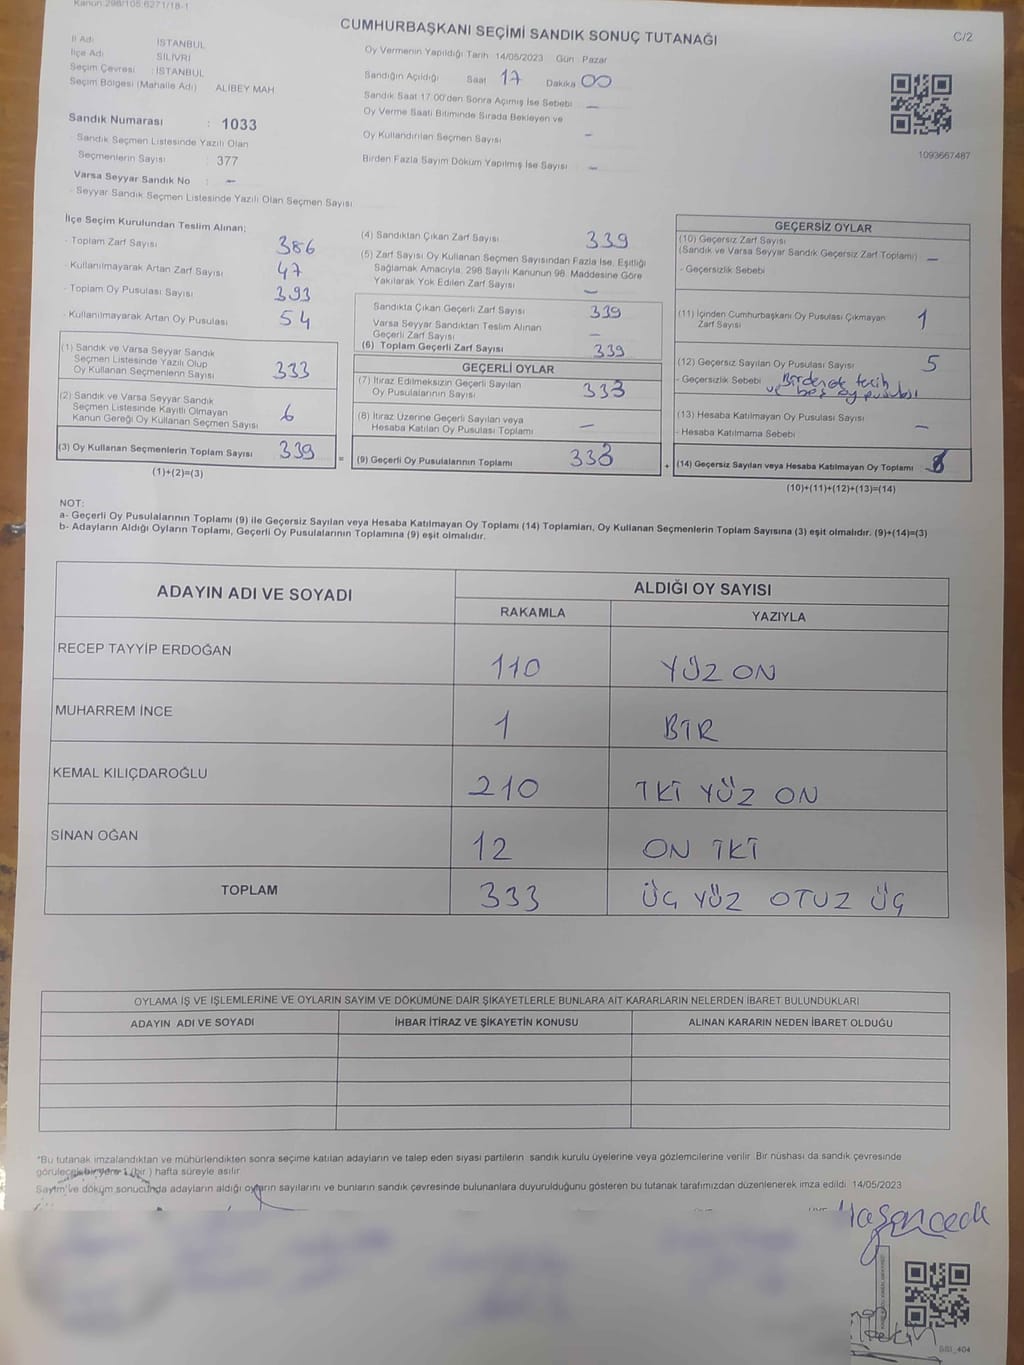 Kanun:298/105:6271/18-1
CUMHURBAŞKANI SEÇİMİ SANDIK SONUÇ TUTANAĞI
C/2
İl Adı : İSTANBUL
İlçe Adı SİLİVRİ
Seçim Çevresi : İSTANBUL
Seçim Bölgesi (Mahalle Adı) ALİBEY MAH.
Oy Vermenin Yapıldığı Tarih 14/05/2023 Gün Pazar
Sandığın Açıldığı Saat 17 Dakika 00
Sandık Saat 17:00'den Sonra Açımış İse Sebebi –
Oy Verme Saati Bitiminde Sırada Bekleyen ve
Oy Kullandırılan Seçmen Sayısı –
Birden Fazla Sayım Döküm Yapılmış İse Sayısı –
1093667487
Sandık Numarası : 1033
Sandık Seçmen Listesinde Yazılı Olan
Seçmenlerin Sayısı : 377
Varsa Seyyar Sandık No : –
- Seyyar Sandık Seçmen Listesinde Yazılı Olan Seçmen Sayısı
İlçe Seçim Kurulundan Teslim Alınan;
- Toplam Zarf Sayısı 386
- Kullanılmayarak Artan Zarf Sayısı 47
- Toplam Oy Pusulası Sayısı 393
- Kullanılmayarak Artan Oy Pusulası 54
(1) Sandık ve Varsa Seyyar Sandık
Seçmen Listesinde Yazılı Olup
Oy Kullanan Seçmenlerin Sayısı 333
(2) Sandık ve Varsa Seyyar Sandık
Seçmen Listesinde Kayıtlı Olmayan
Kanun Gereği Oy Kullanan Seçmen Sayısı 6
(3) Oy Kullanan Seçmenlerin Toplam Sayısı 339
(1)+(2)=(3)
(4) Sandıktan Çıkan Zarf Sayısı 339
(5) Zarf Sayısı Oy Kullanan Seçmen Sayısından Fazla İse, Eşitliği
Sağlamak Amacıyla, 298 Sayılı Kanunun 98. Maddesine Göre
Yakılarak Yok Edilen Zarf Sayısı –
Sandıkta Çıkan Geçerli Zarf Sayısı 339
Varsa Seyyar Sandıktan Teslim Alınan
Geçerli Zarf Sayısı –
(6) Toplam Geçerli Zarf Sayısı 339
GEÇERLİ OYLAR
(7) İtiraz Edilmeksizin Geçerli Sayılan
Oy Pusulalarının Sayısı 333
(8) İtiraz Üzerine Geçerli Sayılan veya
Hesaba Katılan Oy Pusulası Toplamı –
=
(9) Geçerli Oy Pusulalarının Toplamı 333
+
GEÇERSİZ OYLAR
(10) Geçersiz Zarf Sayısı
(Sandık ve Varsa Seyyar Sandık Geçersiz Zarf Toplamı) –
- Geçersizlik Sebebi
(11) İçinden Cumhurbaşkanı Oy Pusulası Çıkmayan
Zarf Sayısı 1
(12) Geçersiz Sayılan Oy Pusulası Sayısı 5
- Geçersizlik Sebebi
ve boş oy pusulası
(13) Hesaba Katılmayan Oy Pusulası Sayısı –
- Hesaba Katılmama Sebebi
(14) Geçersiz Sayılan veya Hesaba Katılmayan Oy Toplamı
(10)+(11)+(12)+(13)=(14)
NOT:
a- Geçerli Oy Pusulalarının Toplamı (9) ile Geçersiz Sayılan veya Hesaba Katılmayan Oy Toplamı (14) Toplamları, Oy Kullanan Seçmenlerin Toplam Sayısına (3) eşit olmalıdır. (9)+(14)=(3)
b- Adayların Aldığı Oyların Toplamı, Geçerli Oy Pusulalarının Toplamına (9) eşit olmalıdır.
ADAYIN ADI VE SOYADI ALDIĞI OY SAYISI
RAKAMLA YAZIYLA
RECEP TAYYİP ERDOĞAN 110 YÜZ ON
MUHARREM İNCE 1 BİR
KEMAL KILIÇDAROĞLU 210 İKİ YÜZ ON
SİNAN OĞAN 12 ON İKİ
TOPLAM 333 ÜÇ YÜZ OTUZ ÜÇ
OYLAMA İŞ VE İŞLEMLERİNE VE OYLARIN SAYIM VE DÖKÜMÜNE DAİR ŞİKAYETLERLE BUNLARA AİT KARARLARIN NELERDEN İBARET BULUNDUKLARI
ADAYIN ADI VE SOYADI İHBAR İTİRAZ VE ŞİKAYETİN KONUSU ALINAN KARARIN NEDEN İBARET OLDUĞU
*Bu tutanak imzalandıktan ve mühürlendikten sonra seçime katılan adayların ve talep eden siyasi partilerin sandık kurulu üyelerine veya gözlemcilerine verilir. Bir nüshası da sandık çevresinde
görülecek bir yere 1 (bir ) hafta süreyle asılır.
Sayım ve döküm sonucunda adayların aldığı oyların sayılarını ve bunların sandık çevresinde bulunanlara duyurulduğunu gösteren bu tutanak tarafımızdan düzenlenerek imza edildi. 14/05/2023